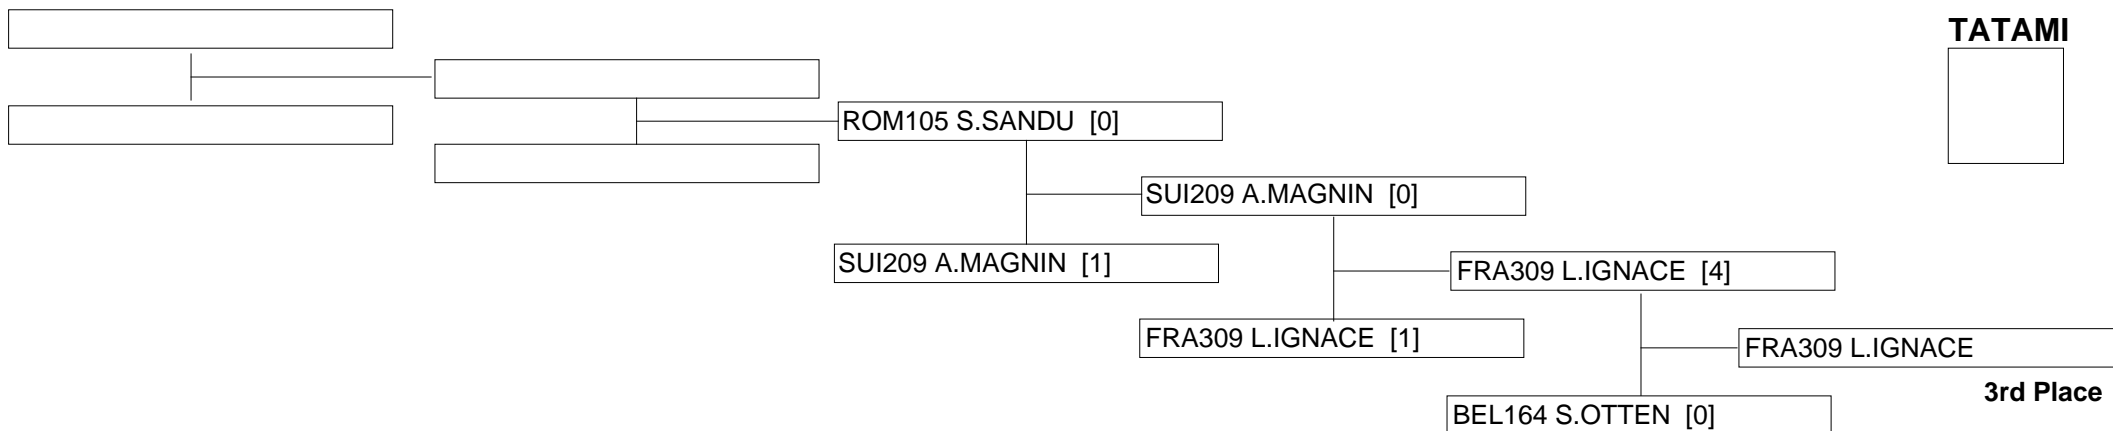 TATAMI
ROM105 S.SANDU [0]
SUI209 A.MAGNIN [0]
SUI209 A.MAGNIN [1]
FRA309 L.IGNACE [4]
FRA309 L.IGNACE [1]
FRA309 L.IGNACE
3rd Place
BEL164 S.OTTEN [0]